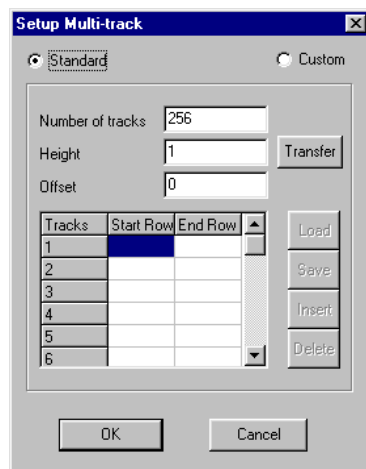 Setup Multi-track
Standard Custom
Number of tracks 256
Height 1 Transfer
Offset 0
Tracks Start Row End Row
1 Load
2 Save
3
4 Insert
5 Delete
6
OK Cancel